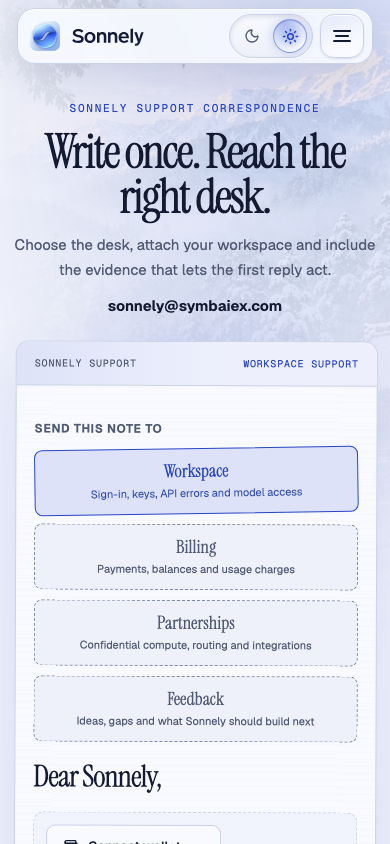 Sonnely
SONNELY SUPPORT CORRESPONDENCE
Write once. Reach the
right desk.
Choose the desk, attach your workspace and include
the evidence that lets the first reply act.
sonnely@symbaiex.com
SONNELY SUPPORT
WORKSPACE SUPPORT
SEND THIS NOTE TO
Workspace
Sign-in, keys, API errors and model access
Billing
Payments, balances and usage charges
Partnerships
Confidential compute, routing and integrations
Feedback
Ideas, gaps and what Sonnely should build next
Dear Sonnely,